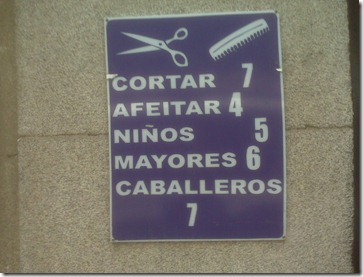 CORTAR 7
AFEITAR 4
NIÑOS 5
MAYORES 6
CABALLEROS
7